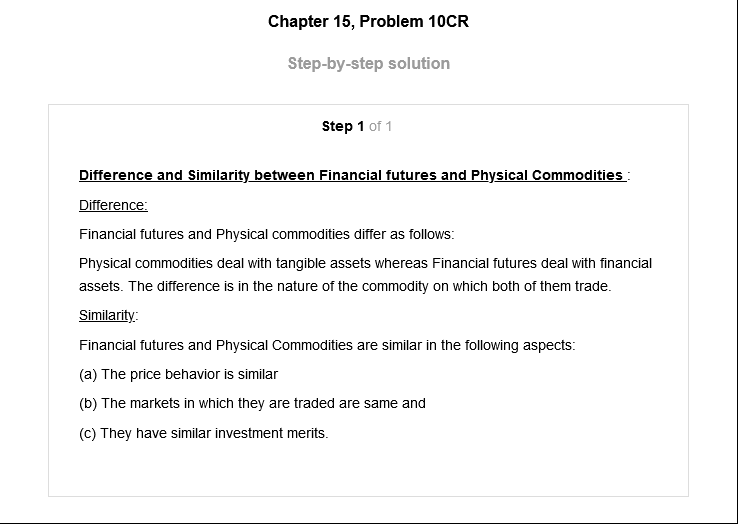 Chapter 15, Problem 10CR
Step-by-step solution
Step 1 of 1
Difference and Similarity between Financial futures and Physical Commodities :
Difference:
Financial futures and Physical commodities differ as follows:
Physical commodities deal with tangible assets whereas Financial futures deal with financial
assets. The difference is in the nature of the commodity on which both of them trade.
Similarity:
Financial futures and Physical Commodities are similar in the following aspects:
(a) The price behavior is similar
(b) The markets in which they are traded are same and
(c) They have similar investment merits.